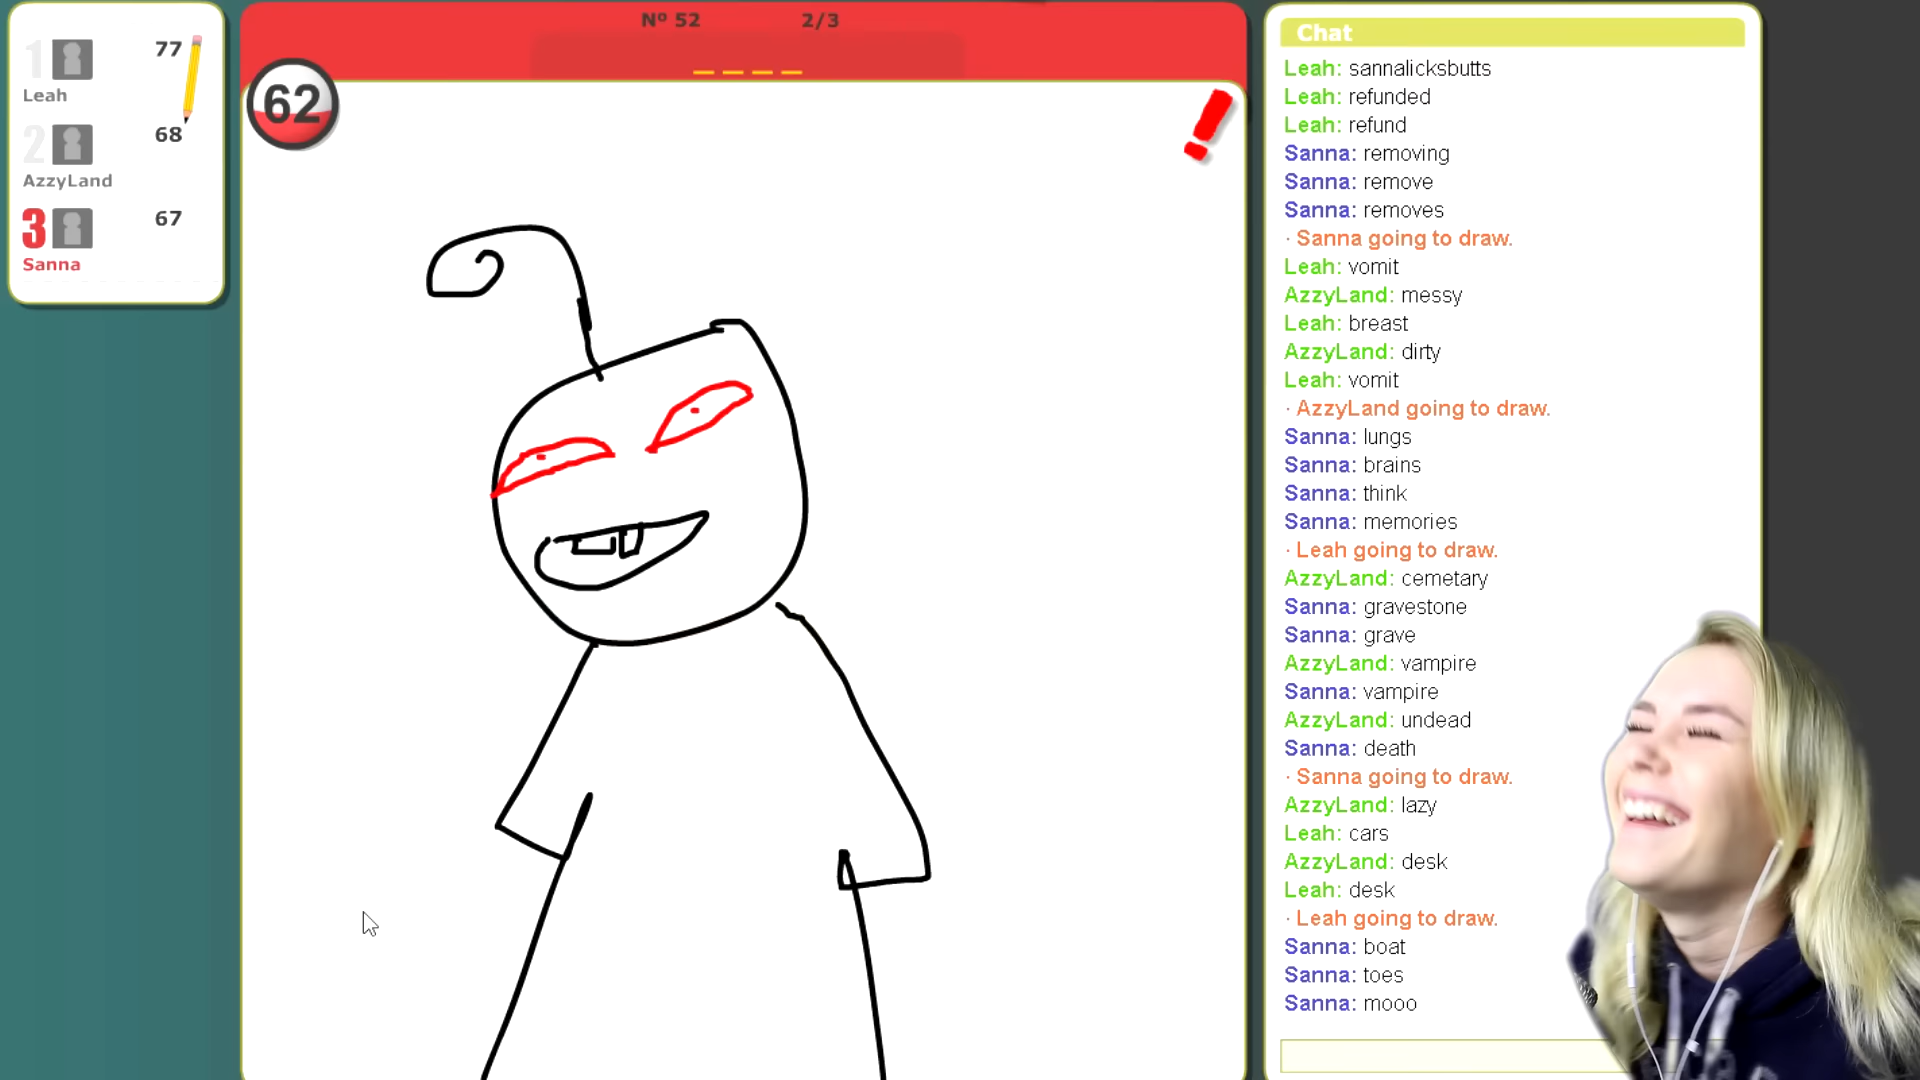 1
77
Leah
2
68
AzzyLand
3
67
Sanna
Nº 52
2/3
62
Chat
Leah: sannalicksbutts
Leah: refunded
Leah: refund
Sanna: removing
Sanna: remove
Sanna: removes
· Sanna going to draw.
Leah: vomit
AzzyLand: messy
Leah: breast
AzzyLand: dirty
Leah: vomit
· AzzyLand going to draw.
Sanna: lungs
Sanna: brains
Sanna: think
Sanna: memories
· Leah going to draw.
AzzyLand: cemetary
Sanna: gravestone
Sanna: grave
AzzyLand: vampire
Sanna: vampire
AzzyLand: undead
Sanna: death
· Sanna going to draw.
AzzyLand: lazy
Leah: cars
AzzyLand: desk
Leah: desk
· Leah going to draw.
Sanna: boat
Sanna: toes
Sanna: mooo